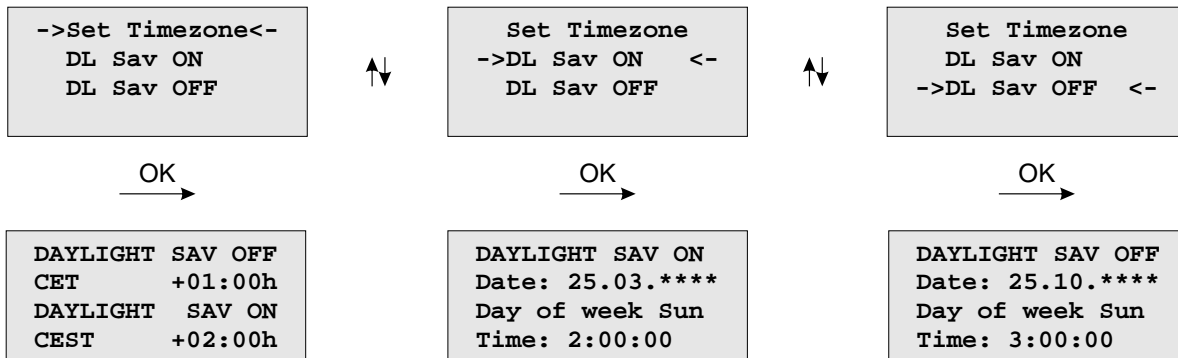 ->Set Timezone<-
DL Sav ON
DL Sav OFF
Set Timezone
->DL Sav ON <-
DL Sav OFF
Set Timezone
DL Sav ON
->DL Sav OFF <-
OK
OK
OK
DAYLIGHT SAV OFF
CET +01:00h
DAYLIGHT SAV ON
CEST +02:00h
DAYLIGHT SAV ON
Date: 25.03.****
Day of week Sun
Time: 2:00:00
DAYLIGHT SAV OFF
Date: 25.10.****
Day of week Sun
Time: 3:00:00